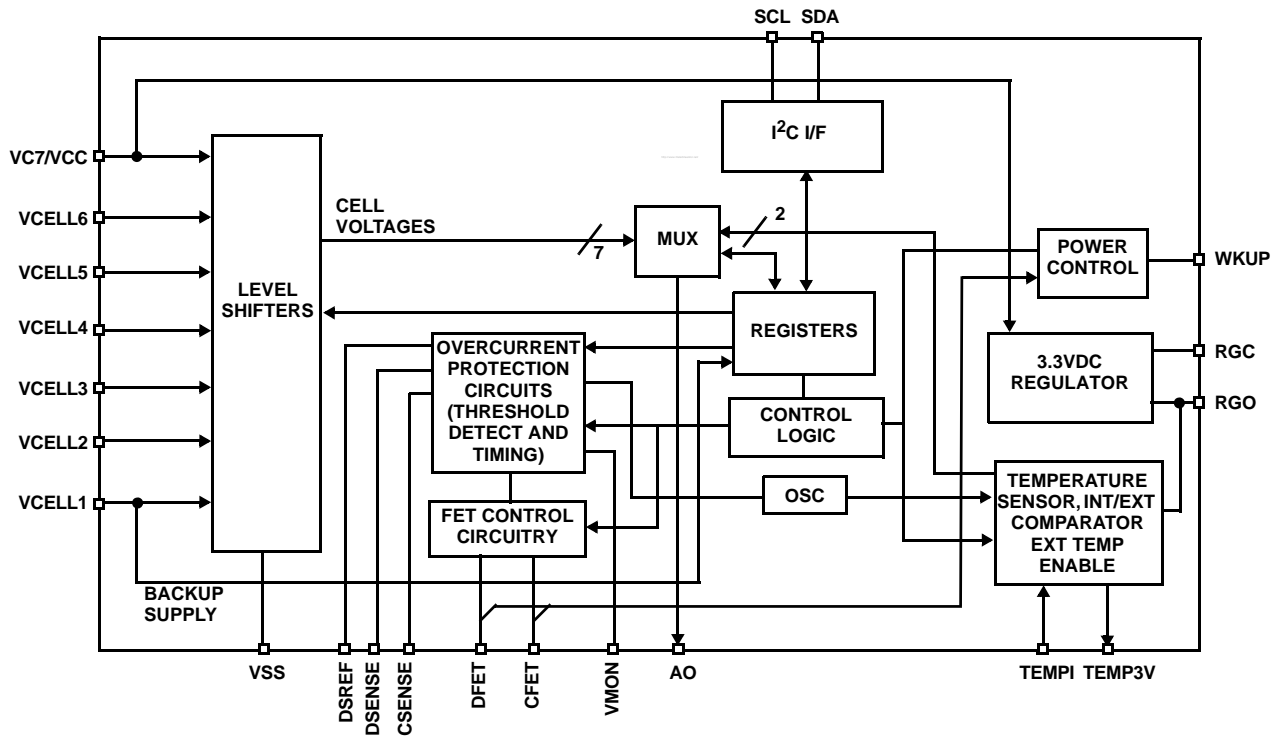 SCL SDA
I2C I/F
VC7/VCC
VCELL6
VCELL5
VCELL4
VCELL3
VCELL2
VCELL1
LEVEL
SHIFTERS
CELL
VOLTAGES
7
MUX
2
POWER
CONTROL
WKUP
REGISTERS
3.3VDC
REGULATOR
RGC
RGO
OVERCURRENT
PROTECTION
CIRCUITS
(THRESHOLD
DETECT AND
TIMING)
CONTROL
LOGIC
OSC
TEMPERATURE
SENSOR, INT/EXT
COMPARATOR
EXT TEMP
ENABLE
FET CONTROL
CIRCUITRY
BACKUP
SUPPLY
VSS
DSREF
DSENSE
CSENSE
DFET
CFET
VMON
AO
TEMPI TEMP3V